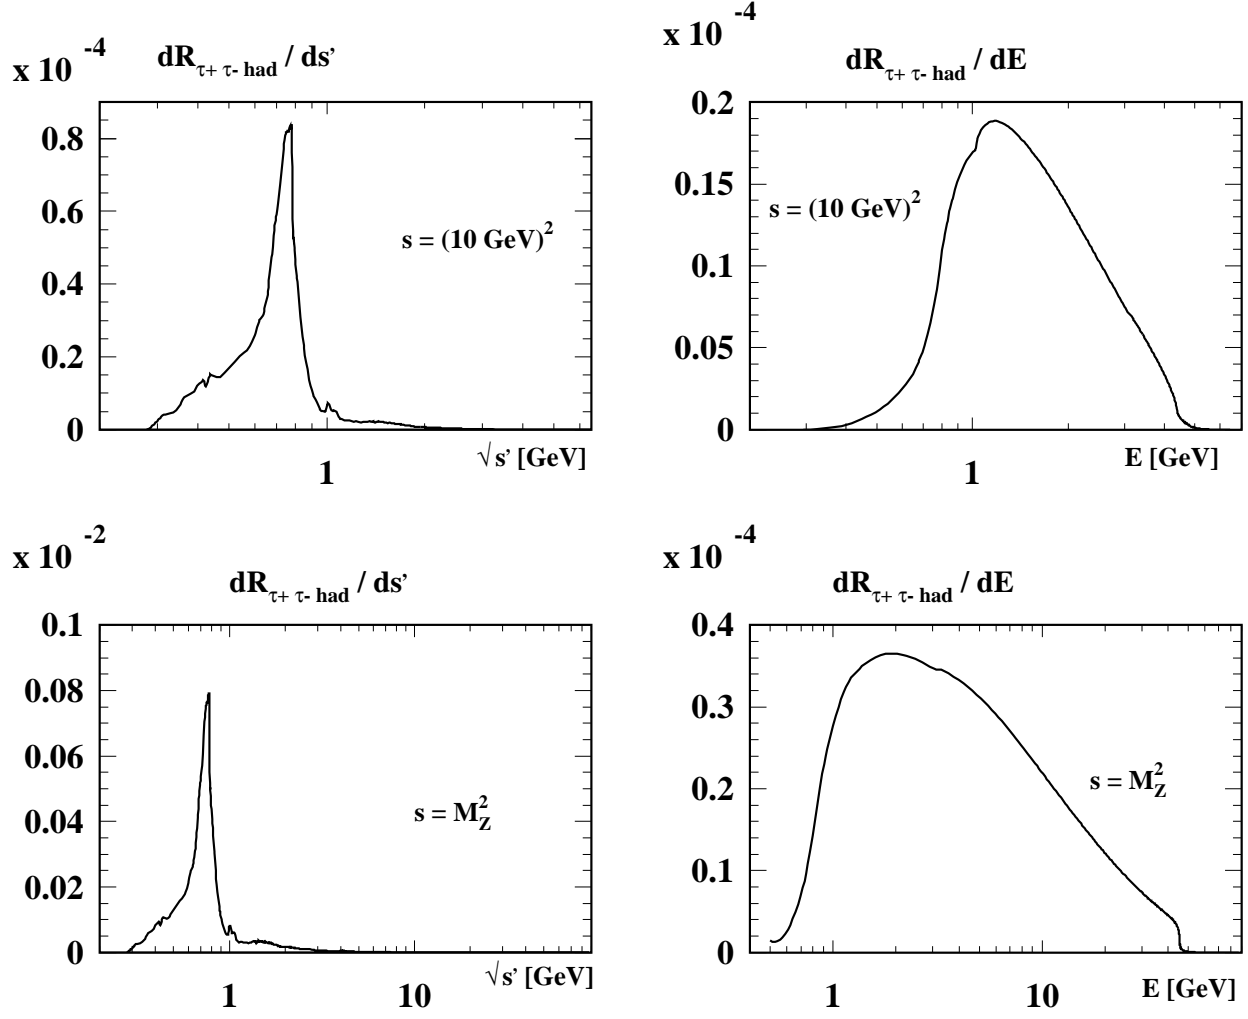 x 10 -4
dR τ+ τ- had / ds’
0.8
0.6
0.4
0.2
0
s = (10 GeV)2
√ s’ [GeV]
1
x 10 -4
dR τ+ τ- had / dE
0.2
0.15
0.1
0.05
0
s = (10 GeV)2
E [GeV]
1
x 10 -2
dR τ+ τ- had / ds’
0.1
0.08
0.06
0.04
0.02
0
s = M2Z
√ s’ [GeV]
1 10
x 10 -4
dR τ+ τ- had / dE
0.4
0.3
0.2
0.1
0
s = M2Z
1 10 E [GeV]